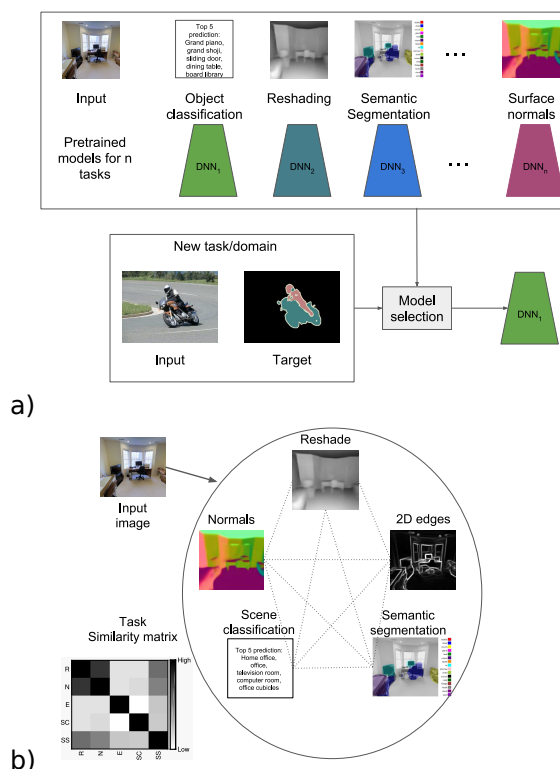 Top 5
prediction:
Grand piano,
grand shoji,
sliding door,
dining table,
board library
...
Input
Object
classification
Reshading
Semantic
Segmentation
Surface
normals
Pretrained
models for n
tasks
DNN1
DNN2
DNN3
...
DNNn
New task/domain
Input
Target
Model
selection
DNN1
a)
Reshade
Input
image
Normals
2D edges
Scene
classification
Semantic
segmentation
Top 5 prediction:
Home office,
office,
television room,
computer room,
office cubicles
Task
Similarity matrix
High
Low
R
N
E
SC
SS
R
N
E
SC
SS
b)